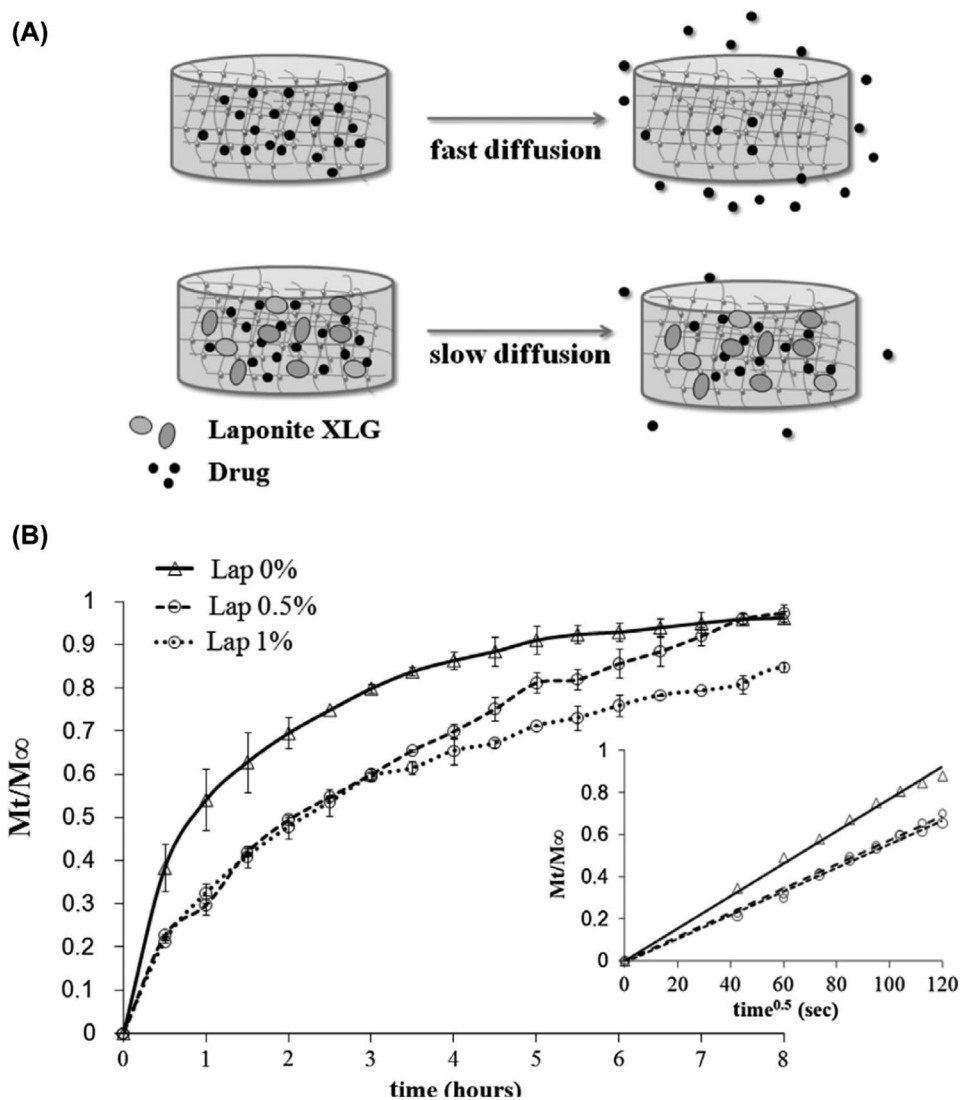 (A)
fast diffusion
slow diffusion
Laponite XLG
Drug
(B)
Lap 0%
Lap 0.5%
Lap 1%
1
0.9
0.8
0.7
0.6
0.5
0.4
0.3
0.2
0.1
0
Mt/M∞
0 1 2 3 4 5 6 7 8
time (hours)
1
0.8
0.6
0.4
0.2
0
Mt/M∞
0 20 40 60 80 100 120
time^0.5 (sec)